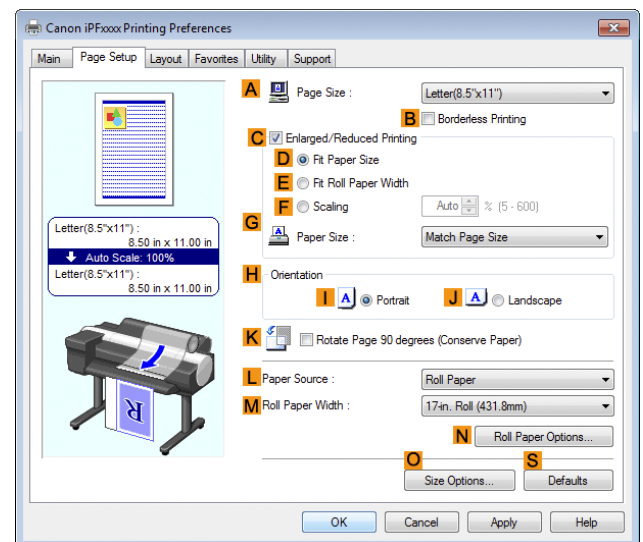 Canon iPFxxxx Printing Preferences
Main Page Setup Layout Favorites Utility Support
A Page Size : Letter(8.5"x11")
B Borderless Printing
C Enlarged/Reduced Printing
D Fit Paper Size
E Fit Roll Paper Width
F Scaling Auto % (5 - 600)
G Paper Size : Match Page Size
Letter(8.5"x11") :
8.50 in x 11.00 in
Auto Scale: 100%
Letter(8.5"x11") :
8.50 in x 11.00 in
H Orientation
I A Portrait J A Landscape
K Rotate Page 90 degrees (Conserve Paper)
L Paper Source : Roll Paper
M Roll Paper Width : 17-in. Roll (431.8mm)
R
N Roll Paper Options...
O S
Size Options... Defaults
OK Cancel Apply Help